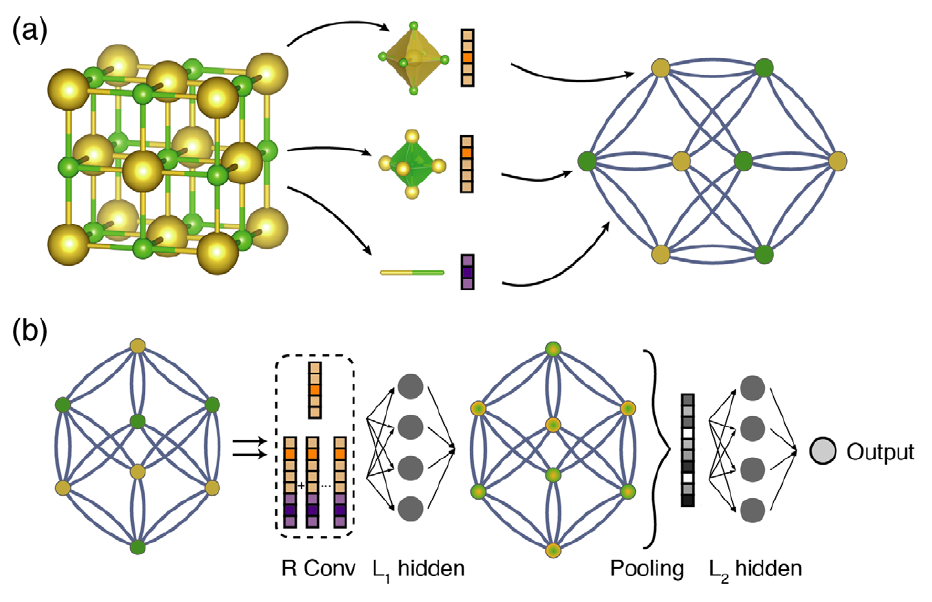 (a)
(b)
+
...
Output
R Conv L₁ hidden Pooling L₂ hidden